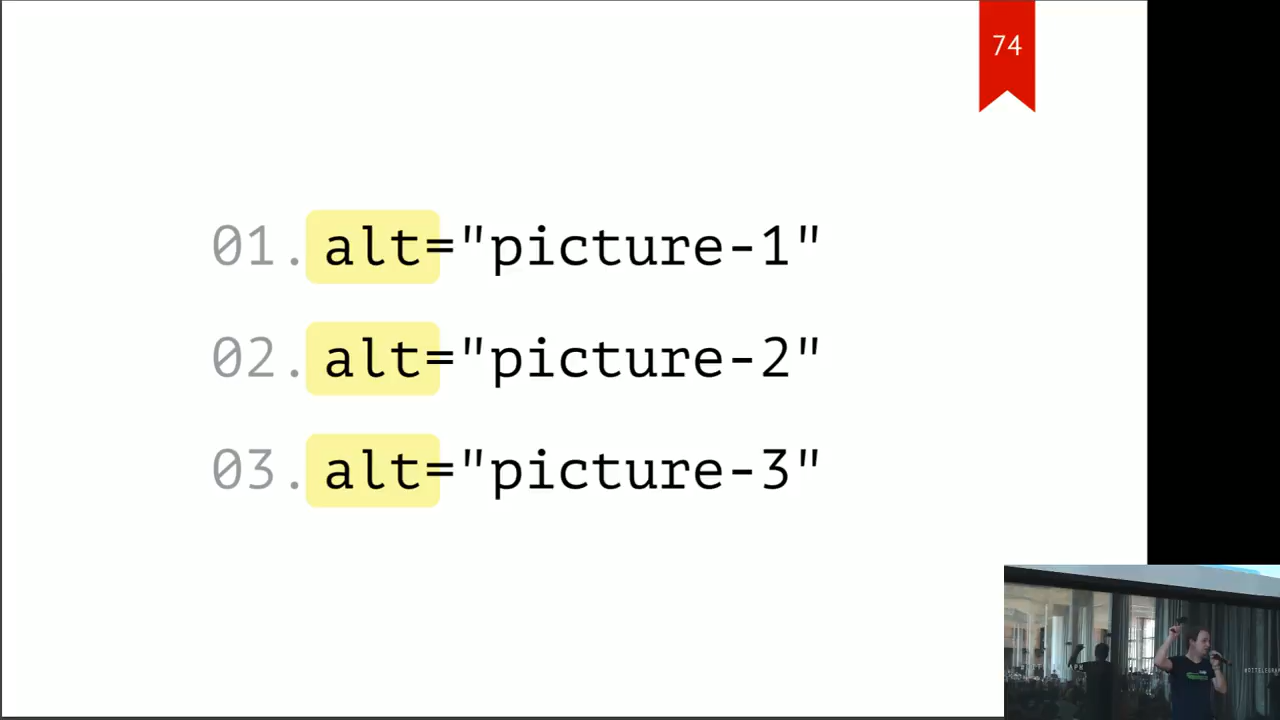 74
01. alt="picture-1"
02. alt="picture-2"
03. alt="picture-3"